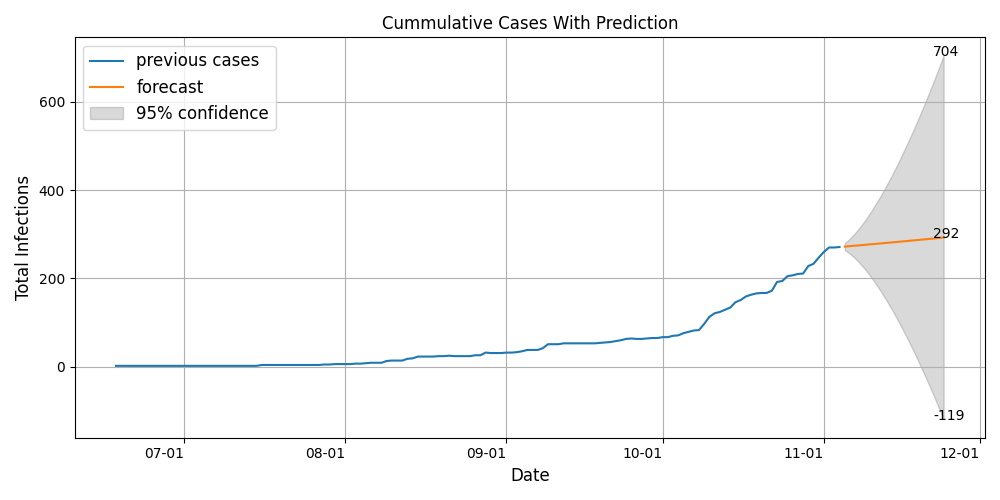 Cummulative Cases With Prediction
previous cases
forecast
95% confidence
704
292
-119
600
400
200
0
Total Infections
07-01
08-01
09-01
10-01
11-01
12-01
Date